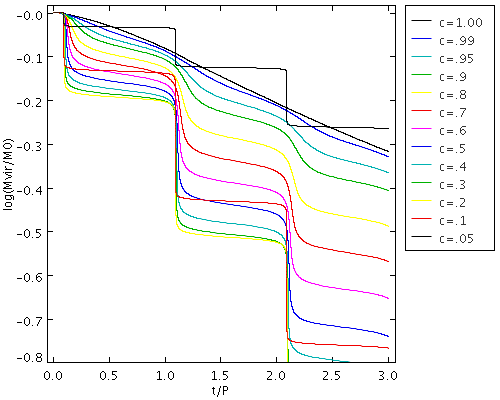 −0.0
−0.1
−0.2
−0.3
−0.4
−0.5
−0.6
−0.7
−0.8
log(Mvir/M0)
0.0 0.5 1.0 1.5 2.0 2.5 3.0
t/P
c=1.00
c=.99
c=.95
c=.9
c=.8
c=.7
c=.6
c=.5
c=.4
c=.3
c=.2
c=.1
c=.05